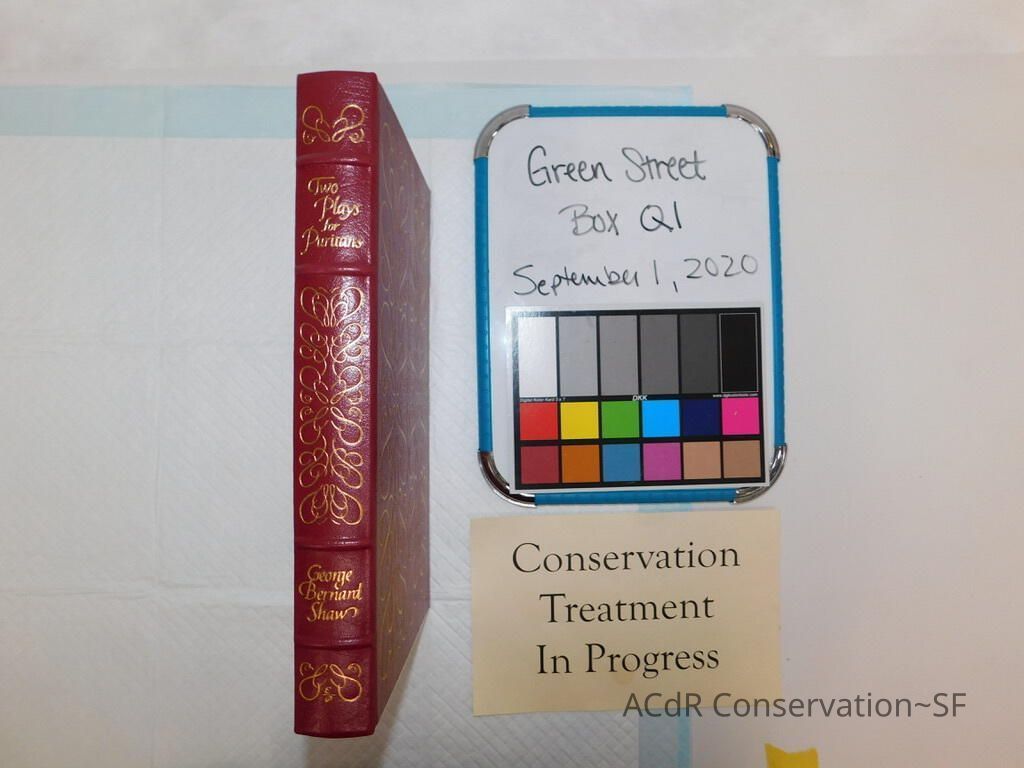 Two
Plays
for
Puritans
George
Bernard
Shaw
Green Street
Box Q1
September 1, 2020
DKK
Conservation
Treatment
In Progress
ACdR Conservation~SF